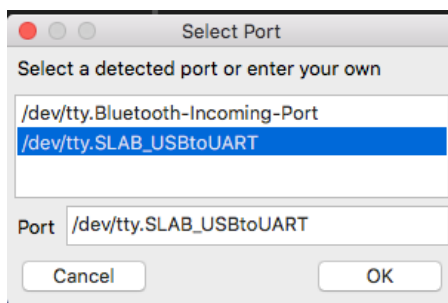 Select Port
Select a detected port or enter your own
/dev/tty.Bluetooth-Incoming-Port
/dev/tty.SLAB_USBtoUART
Port /dev/tty.SLAB_USBtoUART
Cancel OK